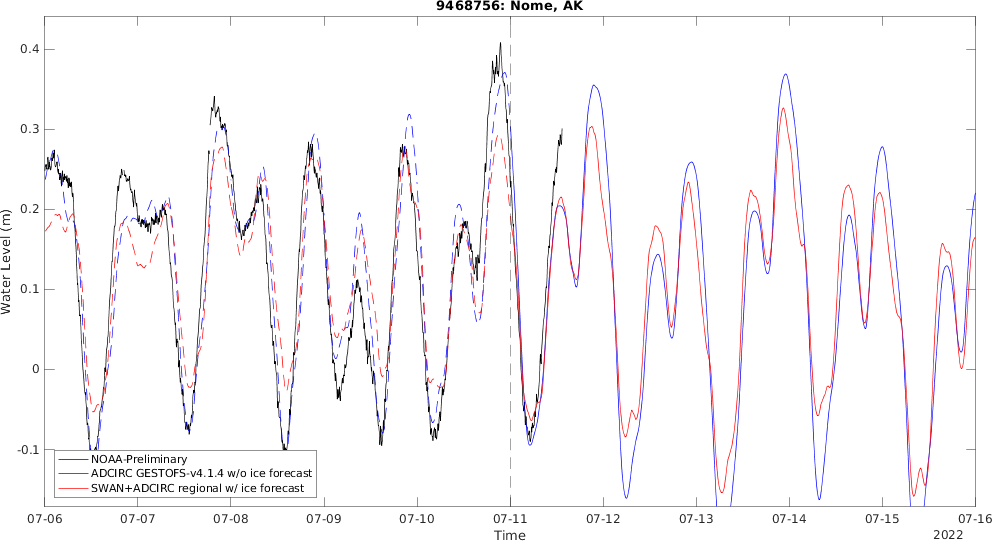 9468756: Nome, AK
Water Level (m)
0.4
0.3
0.2
0.1
0
-0.1
NOAA-Preliminary
ADCIRC GESTOFS-v4.1.4 w/o ice forecast
SWAN+ADCIRC regional w/ ice forecast
07-06 07-07 07-08 07-09 07-10 07-11 07-12 07-13 07-14 07-15 07-16
Time
2022